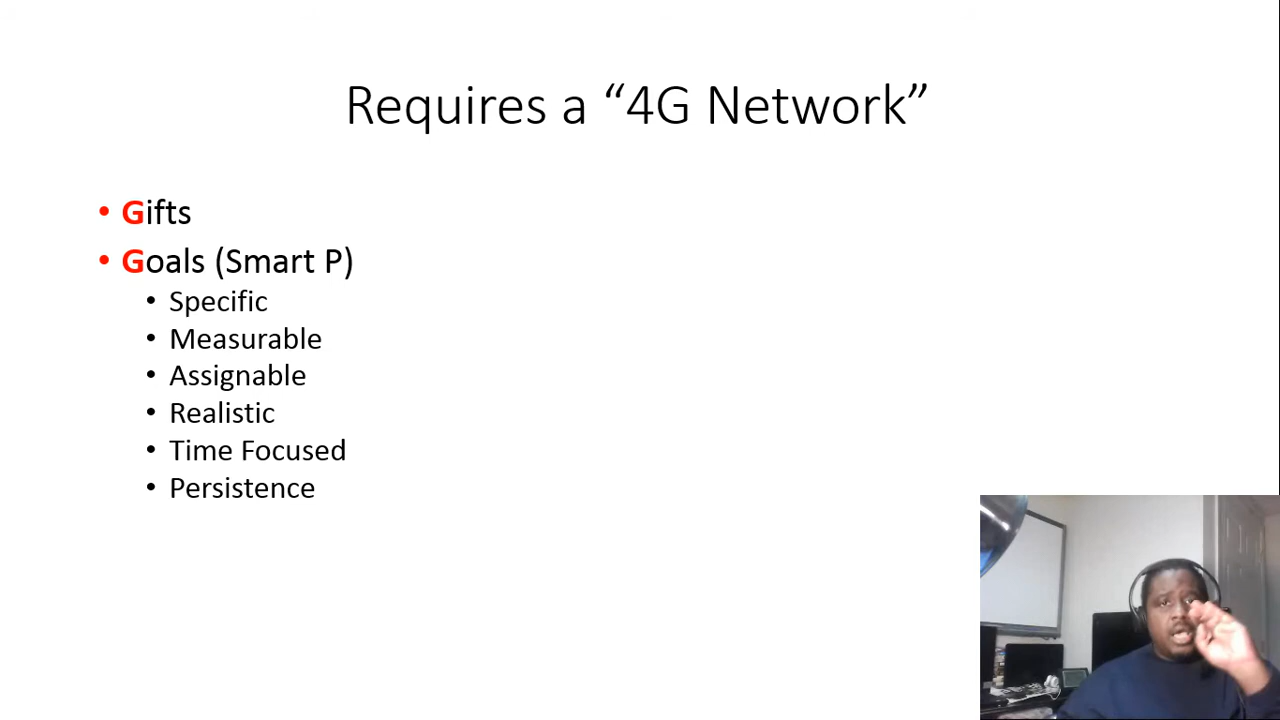 Requires a “4G Network”
• Gifts
• Goals (Smart P)
• Specific
• Measurable
• Assignable
• Realistic
• Time Focused
• Persistence